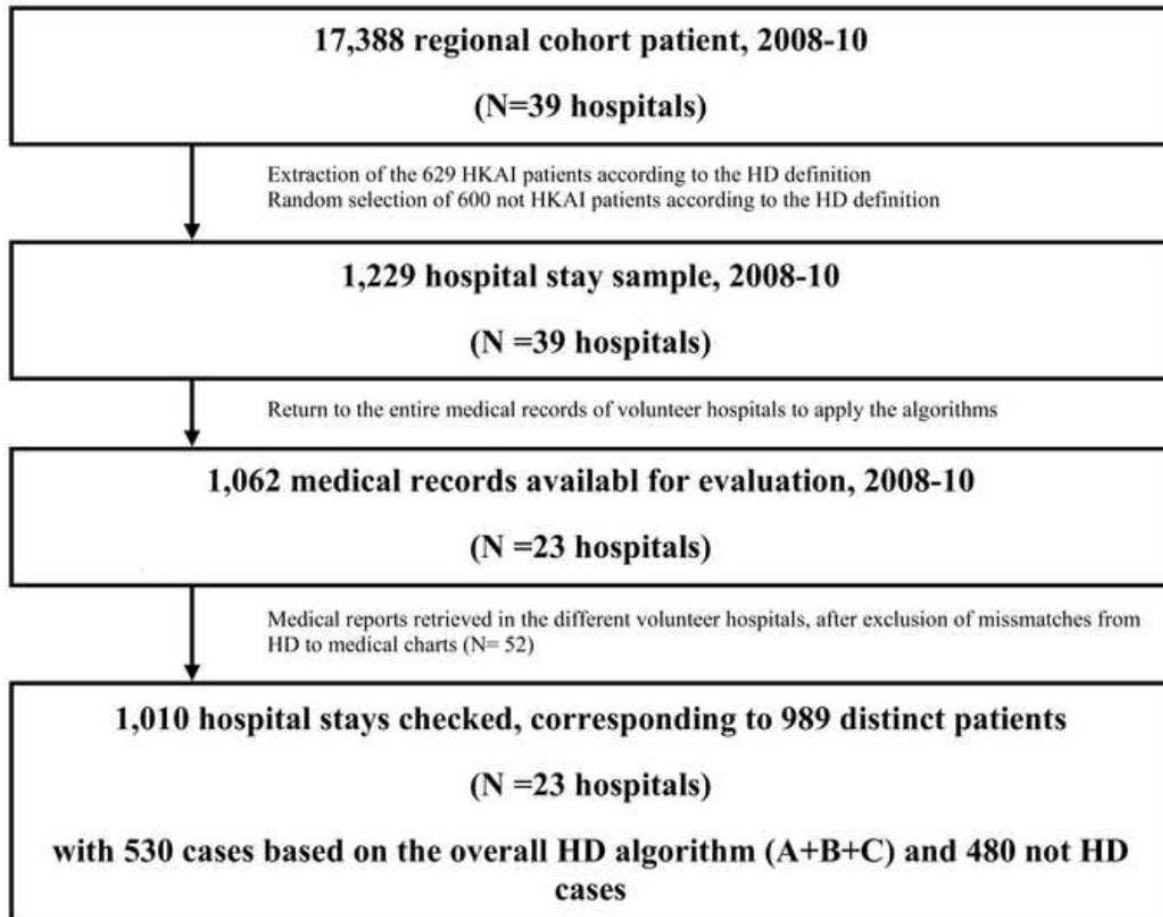 17,388 regional cohort patient, 2008-10
(N=39 hospitals)
Extraction of the 629 HKAI patients according to the HD definition
Random selection of 600 not HKAI patients according to the HD definition
1,229 hospital stay sample, 2008-10
(N =39 hospitals)
Return to the entire medical records of volunteer hospitals to apply the algorithms
1,062 medical records availabl for evaluation, 2008-10
(N =23 hospitals)
Medical reports retrieved in the different volunteer hospitals, after exclusion of missmatches from
HD to medical charts (N= 52)
1,010 hospital stays checked, corresponding to 989 distinct patients
(N =23 hospitals)
with 530 cases based on the overall HD algorithm (A+B+C) and 480 not HD
cases